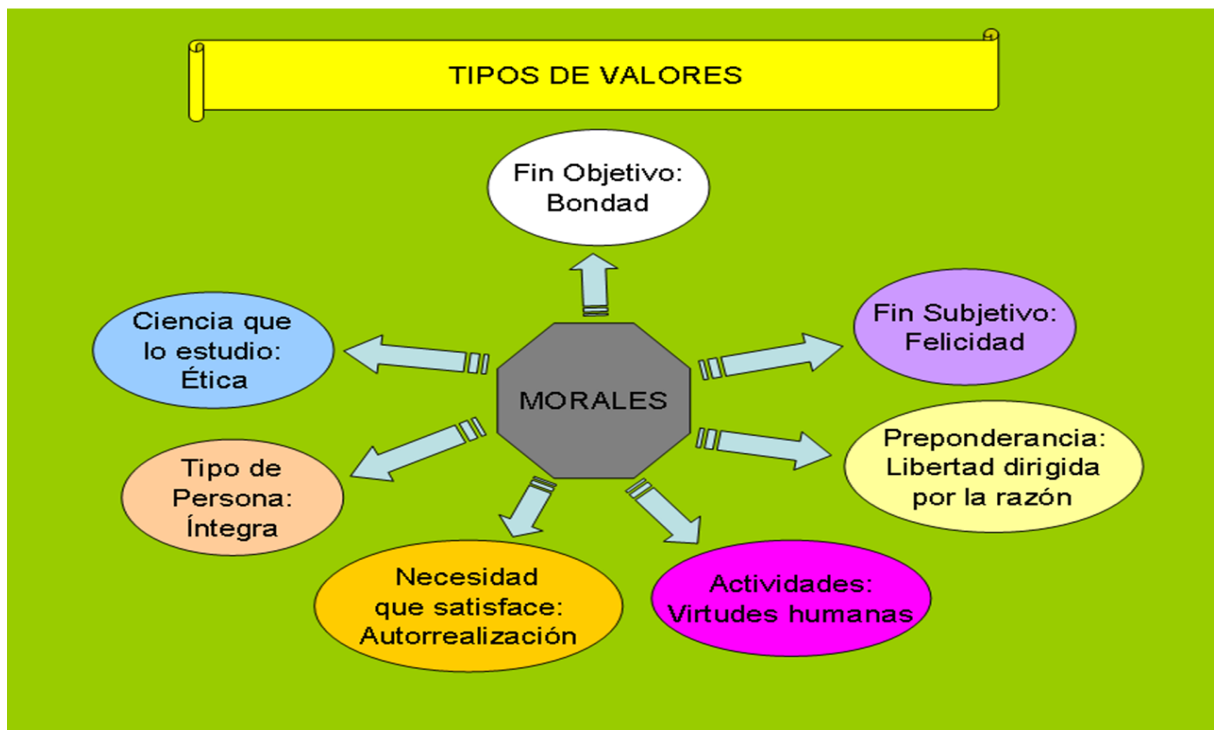 TIPOS DE VALORES
Fin Objetivo:
Bondad
Ciencia que
lo estudio:
Ética
Fin Subjetivo:
Felicidad
MORALES
Preponderancia:
Libertad dirigida
por la razón
Tipo de
Persona:
Íntegra
Necesidad
que satisface:
Autorrealización
Actividades:
Virtudes humanas